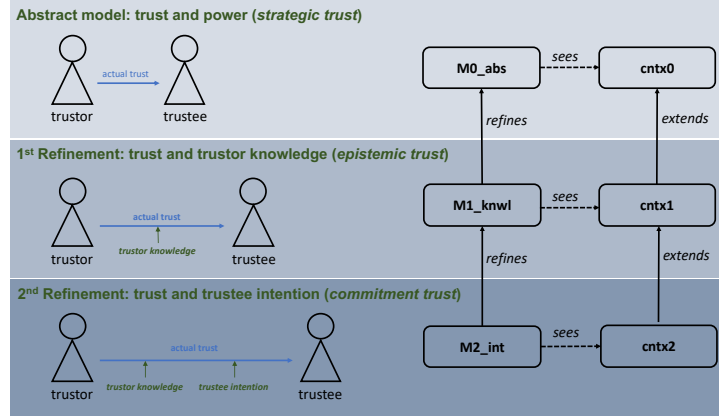 Abstract model: trust and power (strategic trust)
actual trust
trustor
trustee
M0_abs
sees
cntx0
refines
extends
1st Refinement: trust and trustor knowledge (epistemic trust)
actual trust
trustor knowledge
trustor
trustee
M1_knwl
sees
cntx1
refines
extends
2nd Refinement: trust and trustee intention (commitment trust)
actual trust
trustor knowledge
trustee intention
trustor
trustee
M2_int
sees
cntx2